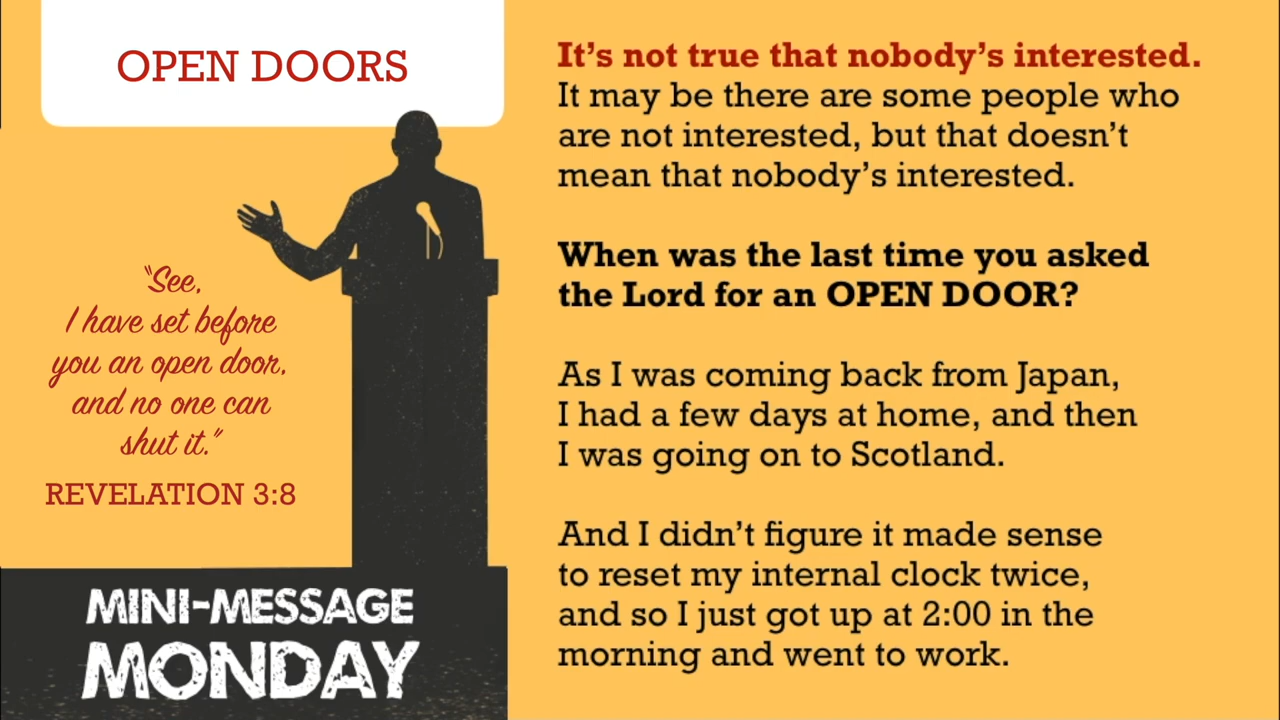 OPEN DOORS
"See,
I have set before
you an open door,
and no one can
shut it."
REVELATION 3:8
MINI-MESSAGE
MONDAY
It's not true that nobody's interested.
It may be there are some people who
are not interested, but that doesn't
mean that nobody's interested.
When was the last time you asked
the Lord for an OPEN DOOR?
As I was coming back from Japan,
I had a few days at home, and then
I was going on to Scotland.
And I didn't figure it made sense
to reset my internal clock twice,
and so I just got up at 2:00 in the
morning and went to work.